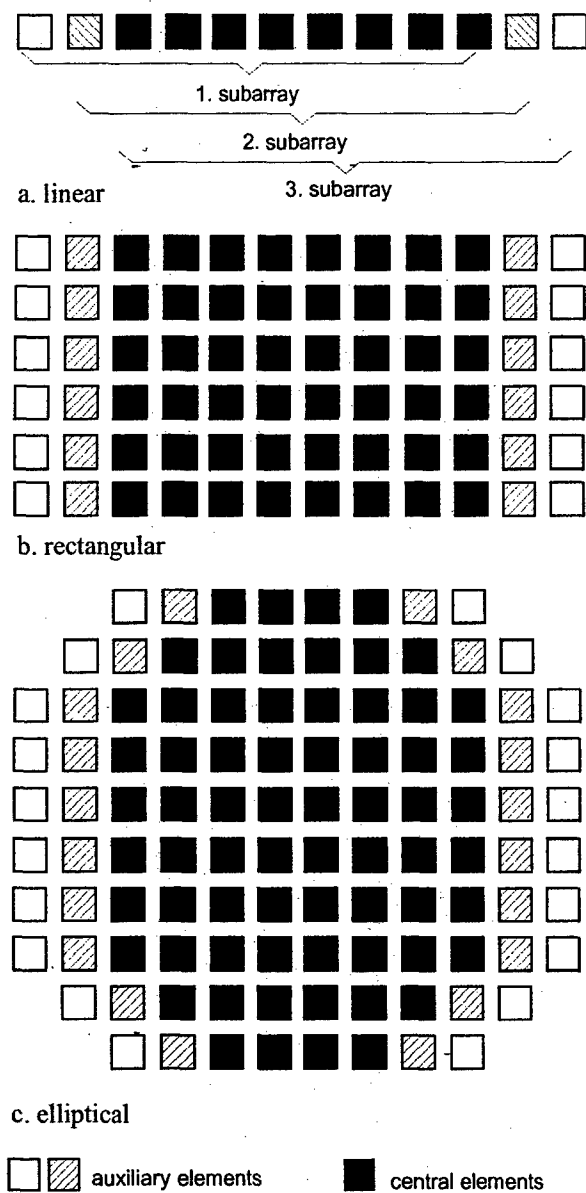 1. subarray
2. subarray
3. subarray
a. linear
b. rectangular
c. elliptical
auxiliary elements
central elements